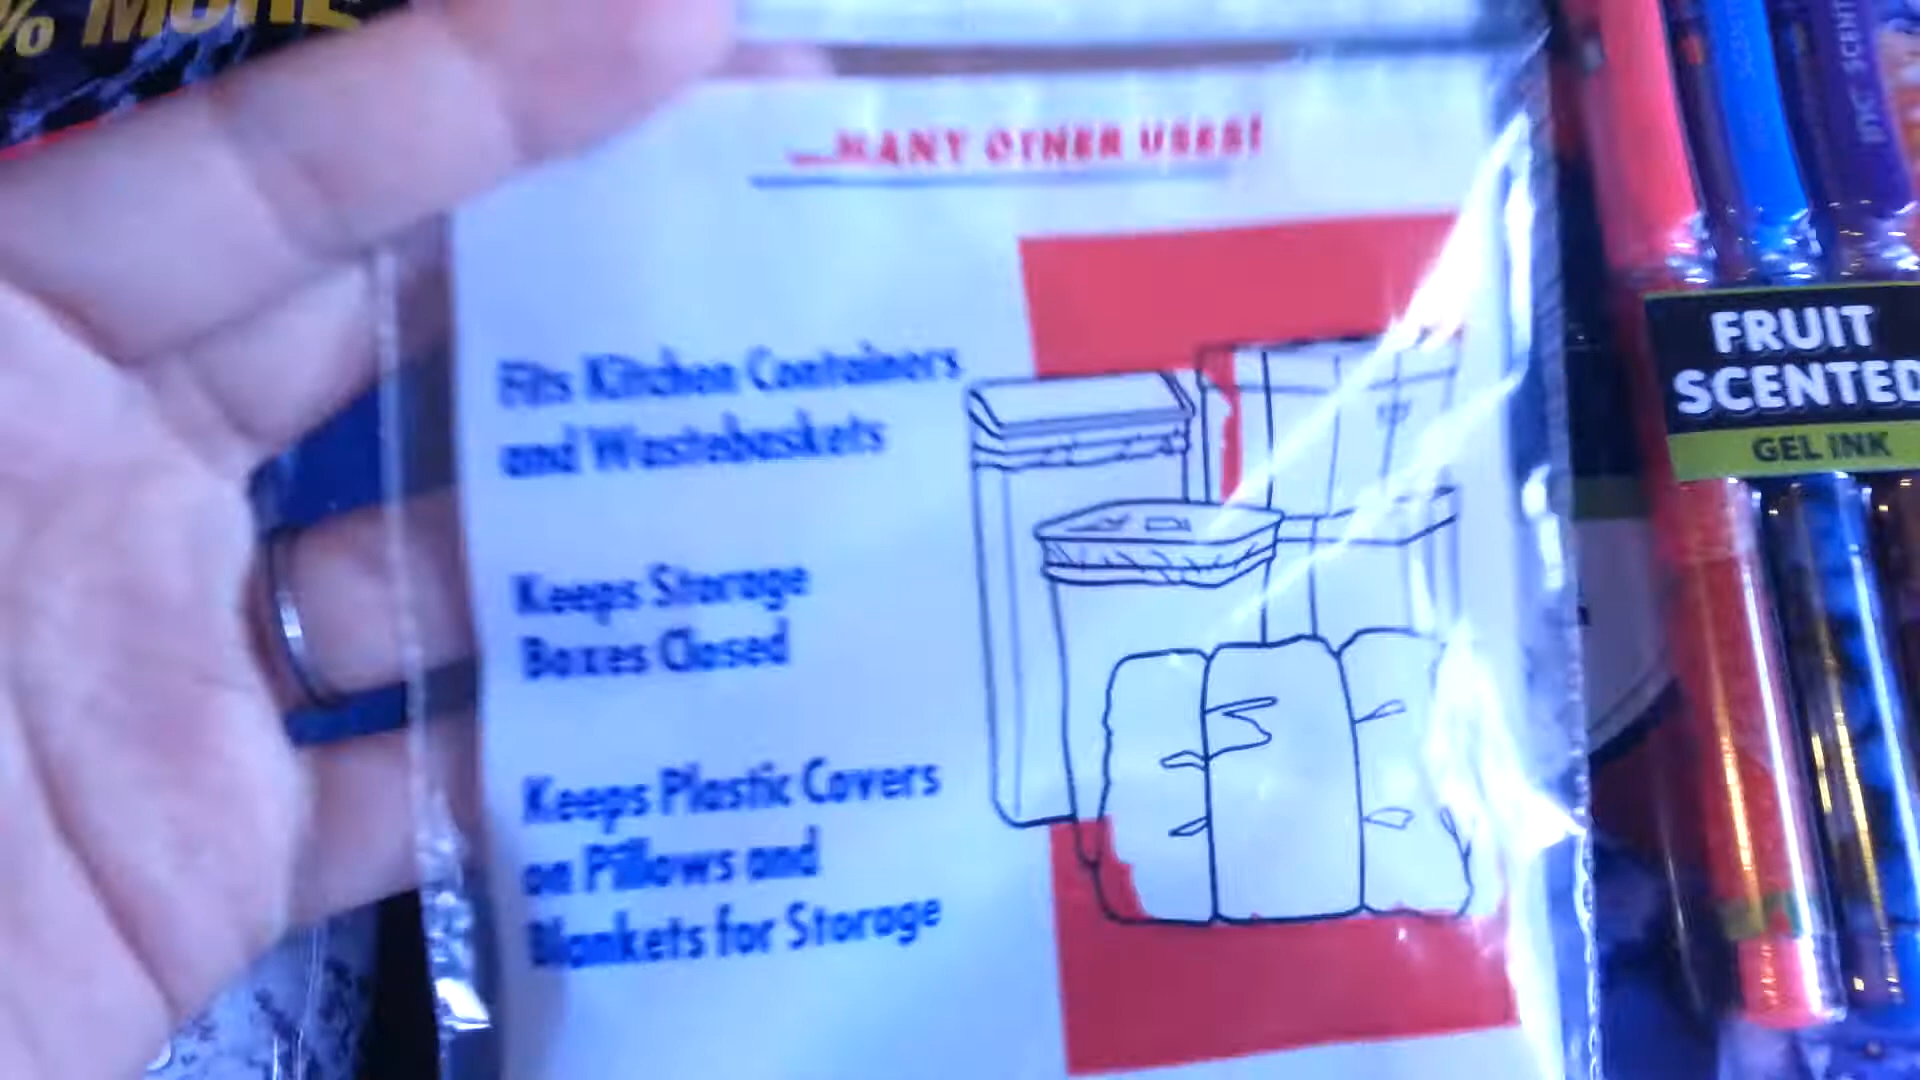 % MORE
...MANY OTHER USES!
Fits Kitchen Containers
and Wastebaskets
Keeps Storage
Boxes Closed
Keeps Plastic Covers
on Pillows and
Blankets for Storage
FRUIT
SCENTED
GEL INK